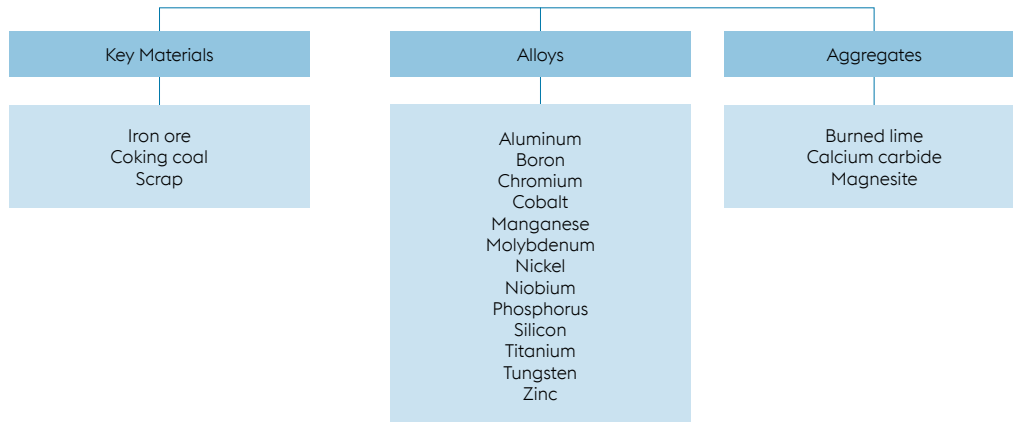 Key Materials
Iron ore
Coking coal
Scrap
Alloys
Aluminum
Boron
Chromium
Cobalt
Manganese
Molybdenum
Nickel
Niobium
Phosphorus
Silicon
Titanium
Tungsten
Zinc
Aggregates
Burned lime
Calcium carbide
Magnesite